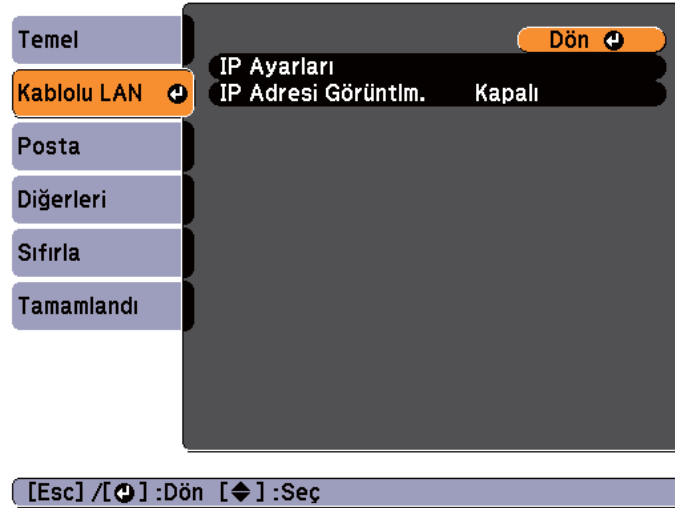 Temel
Kablolu LAN
Posta
Diğerleri
Sıfırla
Tamamlandı
Dön
IP Ayarları
IP Adresi Görüntlm. Kapalı
[Esc] /[ ] :Dön [ ] :Seç